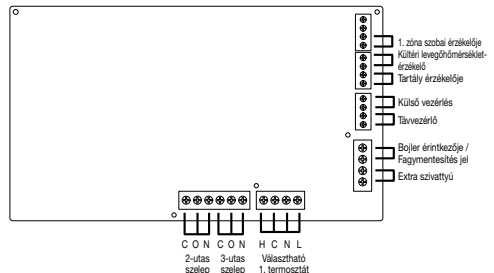 1. zóna szobai érzékelője
Kültéri levegőhőmérséklet-
érzékelő
Tartály érzékelője
Külső vezérlés
Távvezérlő
Bojler érintkezője /
Fagymentesítés jel
Extra szivattyú
C O N C O N H C N L
2-utas 3-utas Választható
szelep szelep 1. termosztát